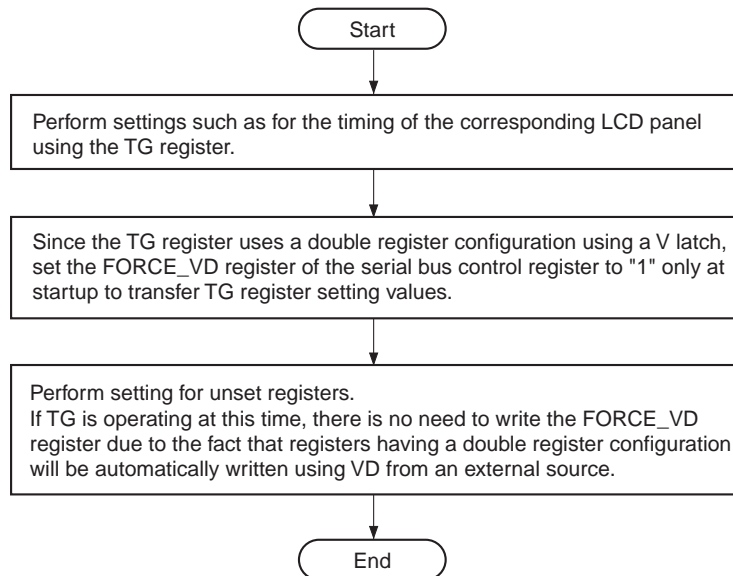 Start
Perform settings such as for the timing of the corresponding LCD panel
using the TG register.
Since the TG register uses a double register configuration using a V latch,
set the FORCE_VD register of the serial bus control register to "1" only at
startup to transfer TG register setting values.
Perform setting for unset registers.
If TG is operating at this time, there is no need to write the FORCE_VD
register due to the fact that registers having a double register configuration
will be automatically written using VD from an external source.
End